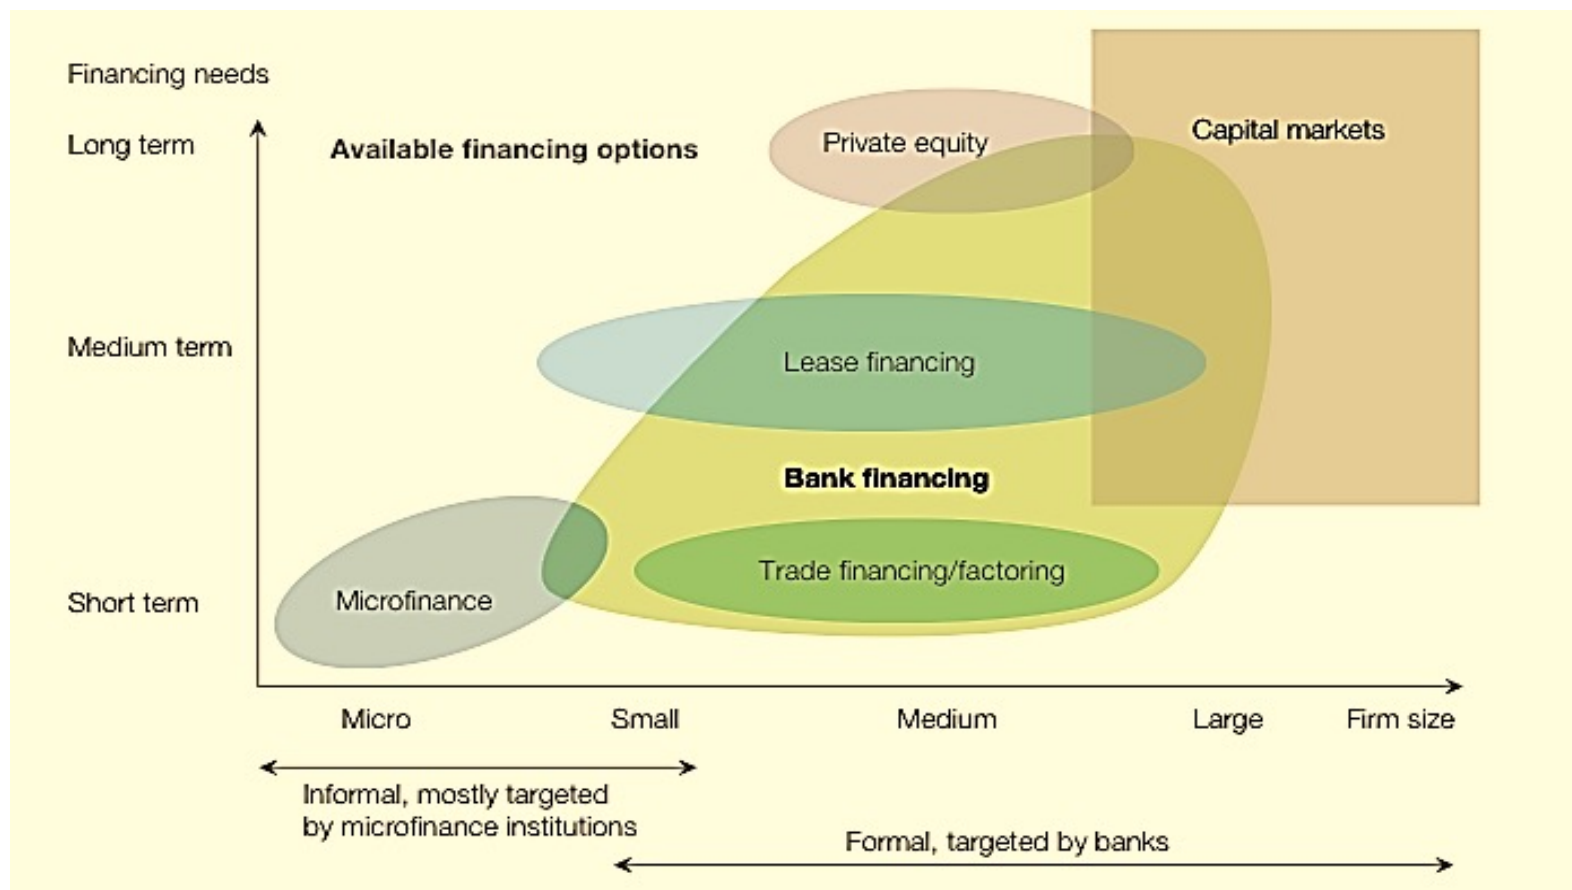 Financing needs
Long term
Available financing options
Private equity
Capital markets
Medium term
Lease financing
Bank financing
Trade financing/factoring
Short term
Microfinance
Micro
Small
Medium
Large
Firm size
Informal, mostly targeted
by microfinance institutions
Formal, targeted by banks